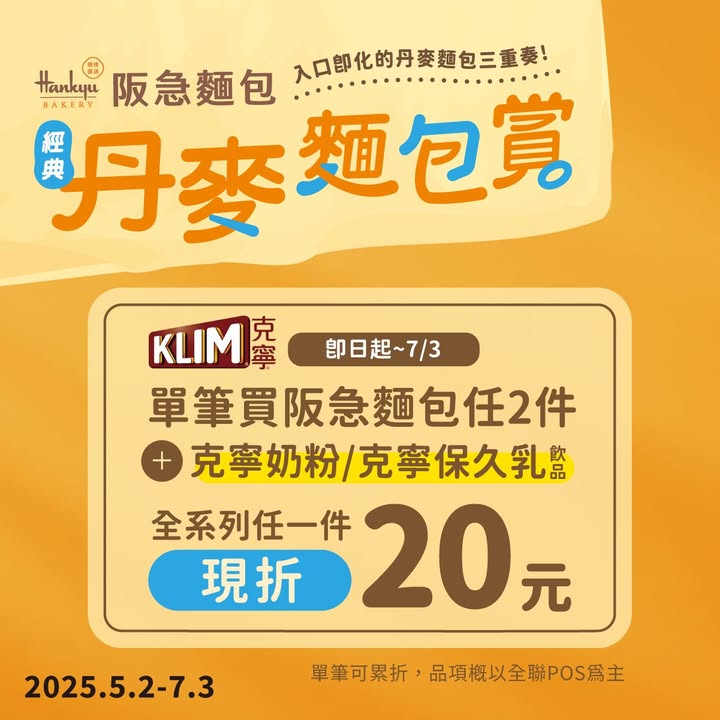 Hankyu
BAKERY
阪急麵包
入口即化的丹麥麵包三重奏!
經典
丹麥麵包賞
KLIM 克寧
即日起~7/3
單筆買阪急麵包任2件
+克寧奶粉/克寧保久乳飲品
全系列任一件
現折20元
單筆可累折,品項概以全聯POS為主
2025.5.2-7.3